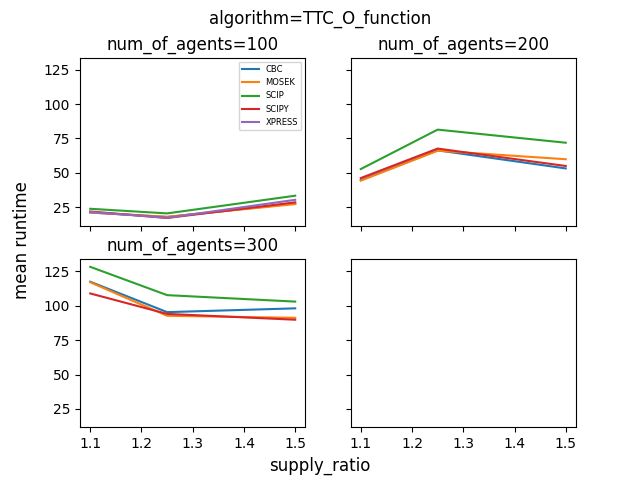 algorithm=TTC_O_function
num_of_agents=100
num_of_agents=200
125
100
75
50
25
CBC
MOSEK
SCIP
SCIPY
XPRESS
mean runtime
num_of_agents=300
125
100
75
50
25
1.1 1.2 1.3 1.4 1.5
1.1 1.2 1.3 1.4 1.5
supply_ratio